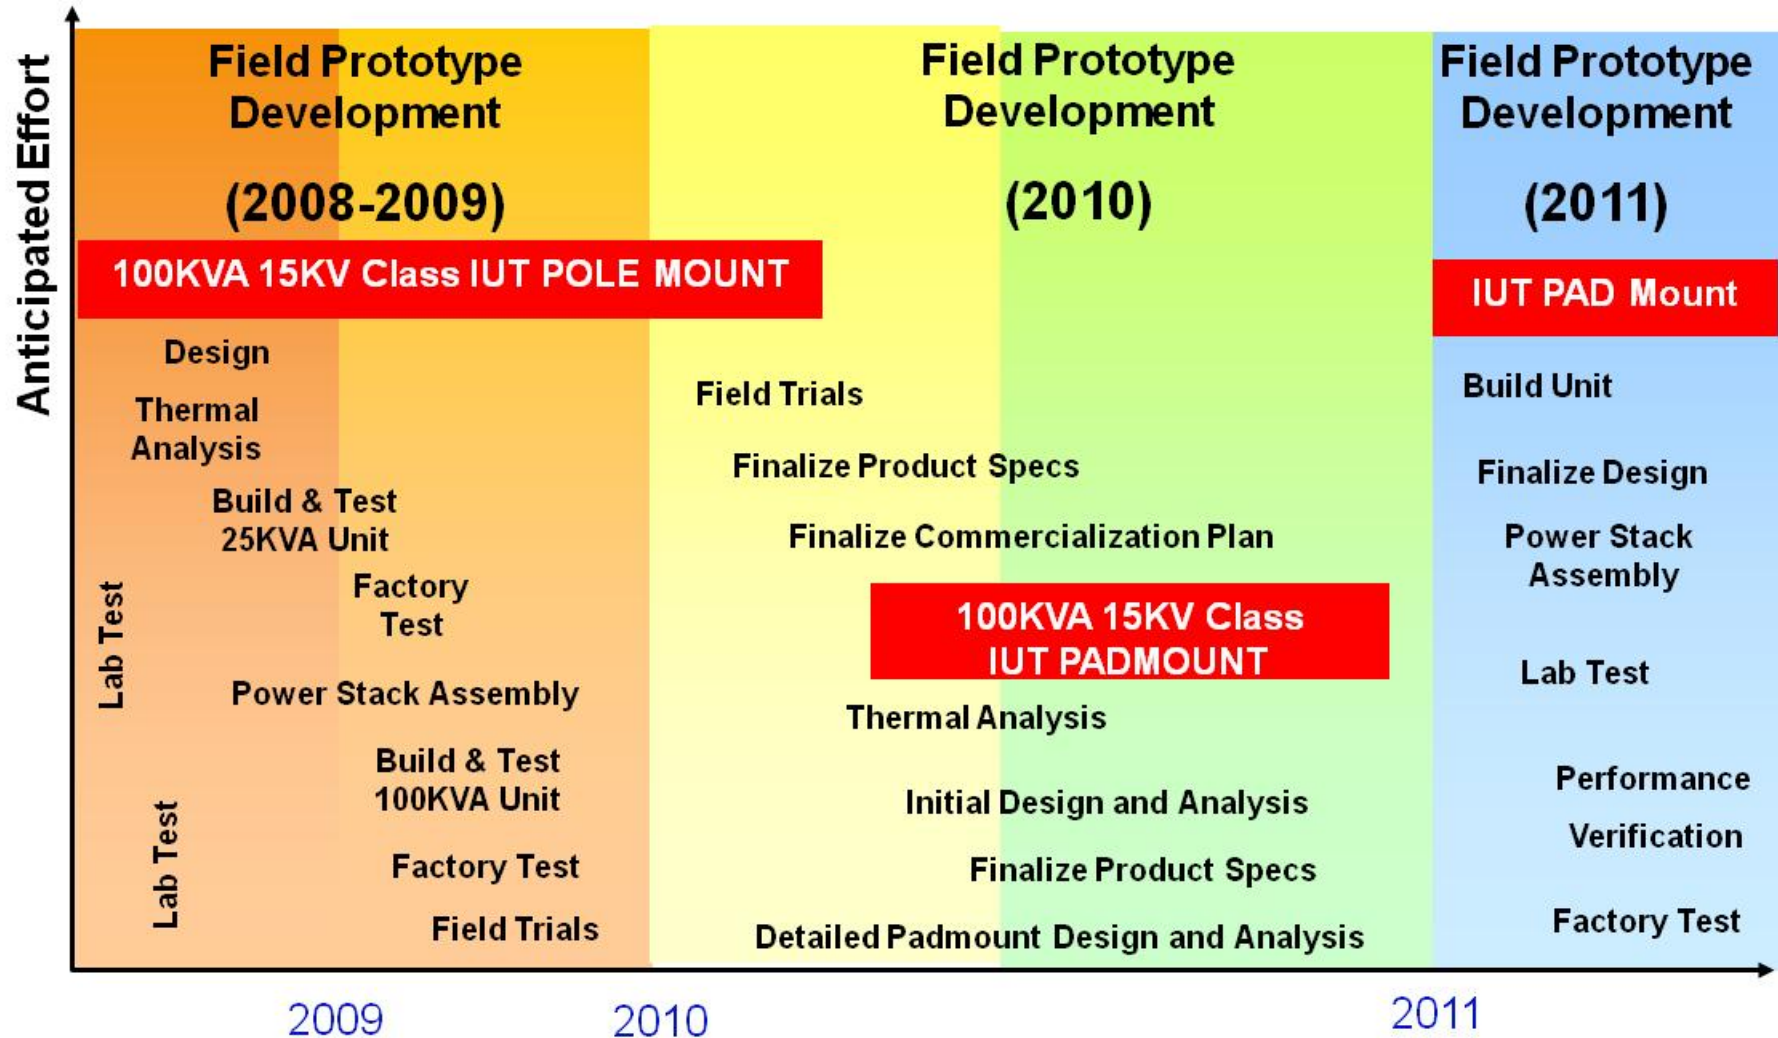 Anticipated Effort
Field Prototype
Development
(2008-2009)
100KVA 15KV Class IUT POLE MOUNT
Design
Thermal
Analysis
Build & Test
25KVA Unit
Factory
Test
Lab Test
Power Stack Assembly
Build & Test
100KVA Unit
Lab Test
Factory Test
Field Trials
Field Prototype
Development
(2010)
Field Trials
Finalize Product Specs
Finalize Commercialization Plan
100KVA 15KV Class
IUT PADMOUNT
Thermal Analysis
Initial Design and Analysis
Finalize Product Specs
Detailed Padmount Design and Analysis
Field Prototype
Development
(2011)
IUT PAD Mount
Build Unit
Finalize Design
Power Stack
Assembly
Lab Test
Performance
Verification
Factory Test
2009
2010
2011